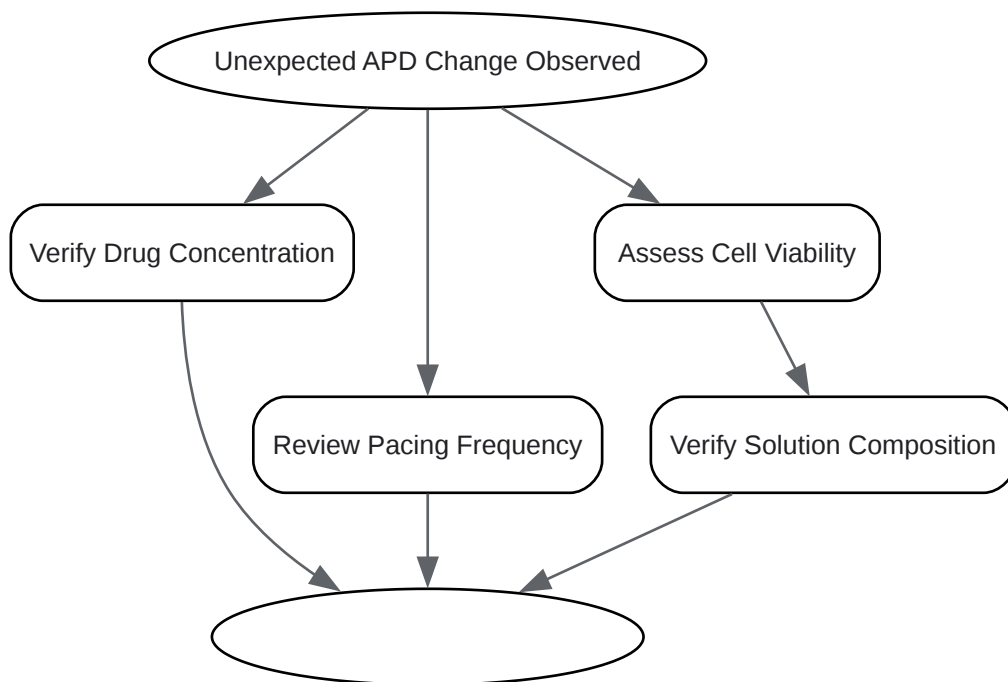 Unexpected APD Change Observed
Verify Drug Concentration
Assess Cell Viability
Review Pacing Frequency
Verify Solution Composition